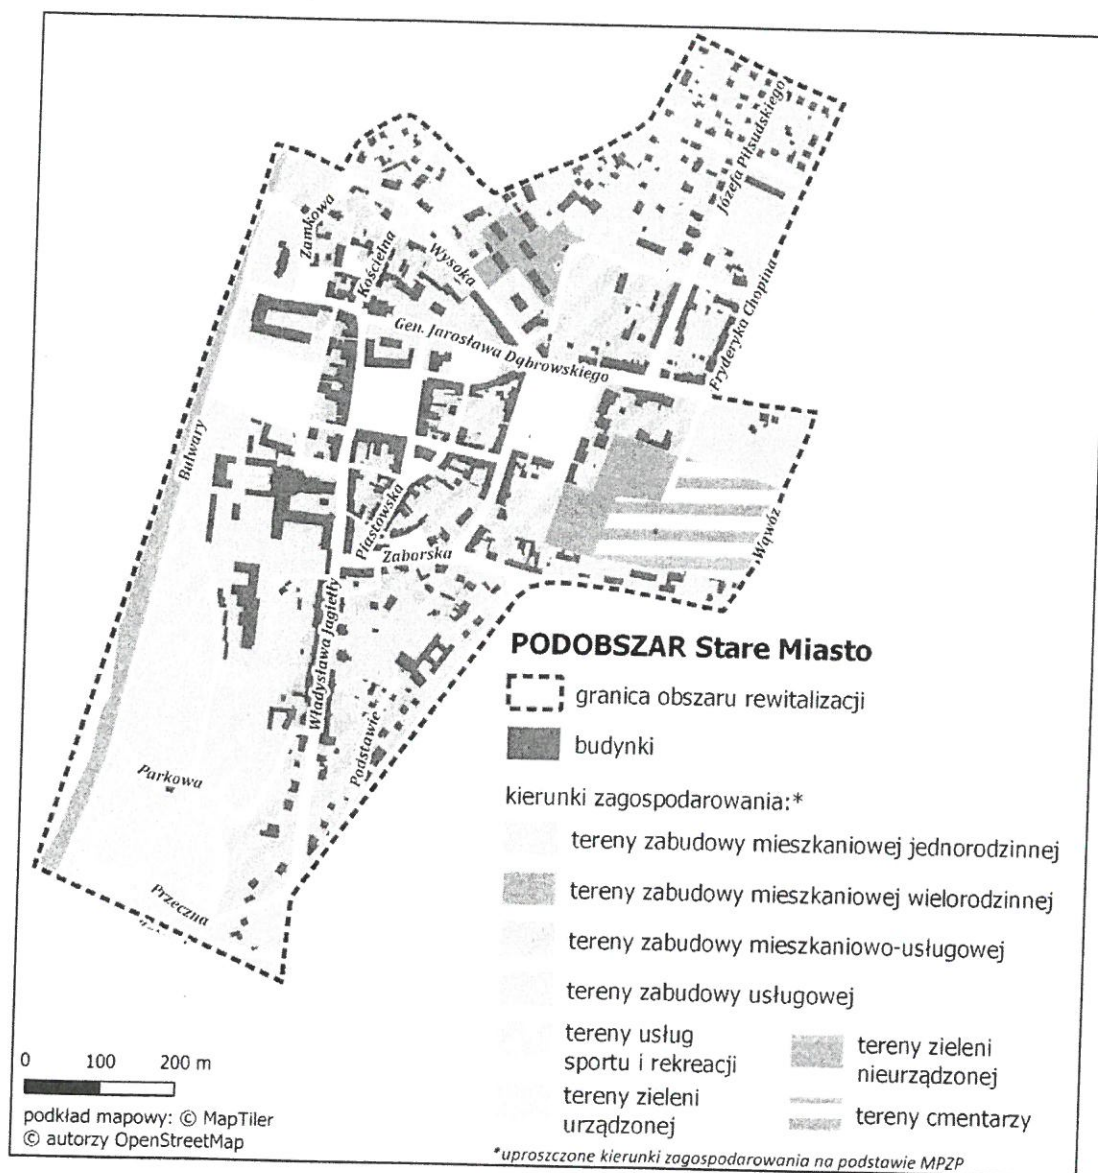 Józefa Piłsudskiego
Zamkowa
Kościelna
Wysoka
Gen. Jarosława Dąbrowskiego
Fryderyka Chopina
Bulwary
Piastowska
Zaborska
Wąwóz
Władysława Jagiełły
Podstawie
Parkowa
Przeczna
PODOBSZAR Stare Miasto
granica obszaru rewitalizacji
budynki
kierunki zagospodarowania:*
tereny zabudowy mieszkaniowej jednorodzinnej
tereny zabudowy mieszkaniowej wielorodzinnej
tereny zabudowy mieszkaniowo-usługowej
tereny zabudowy usługowej
tereny usług
sportu i rekreacji
tereny zieleni
urządzonej
tereny zieleni
nieurządzonej
tereny cmentarzy
0 100 200 m
podkład mapowy: © MapTiler
© autorzy OpenStreetMap
*uproszczone kierunki zagospodarowania na podstawie MPZP